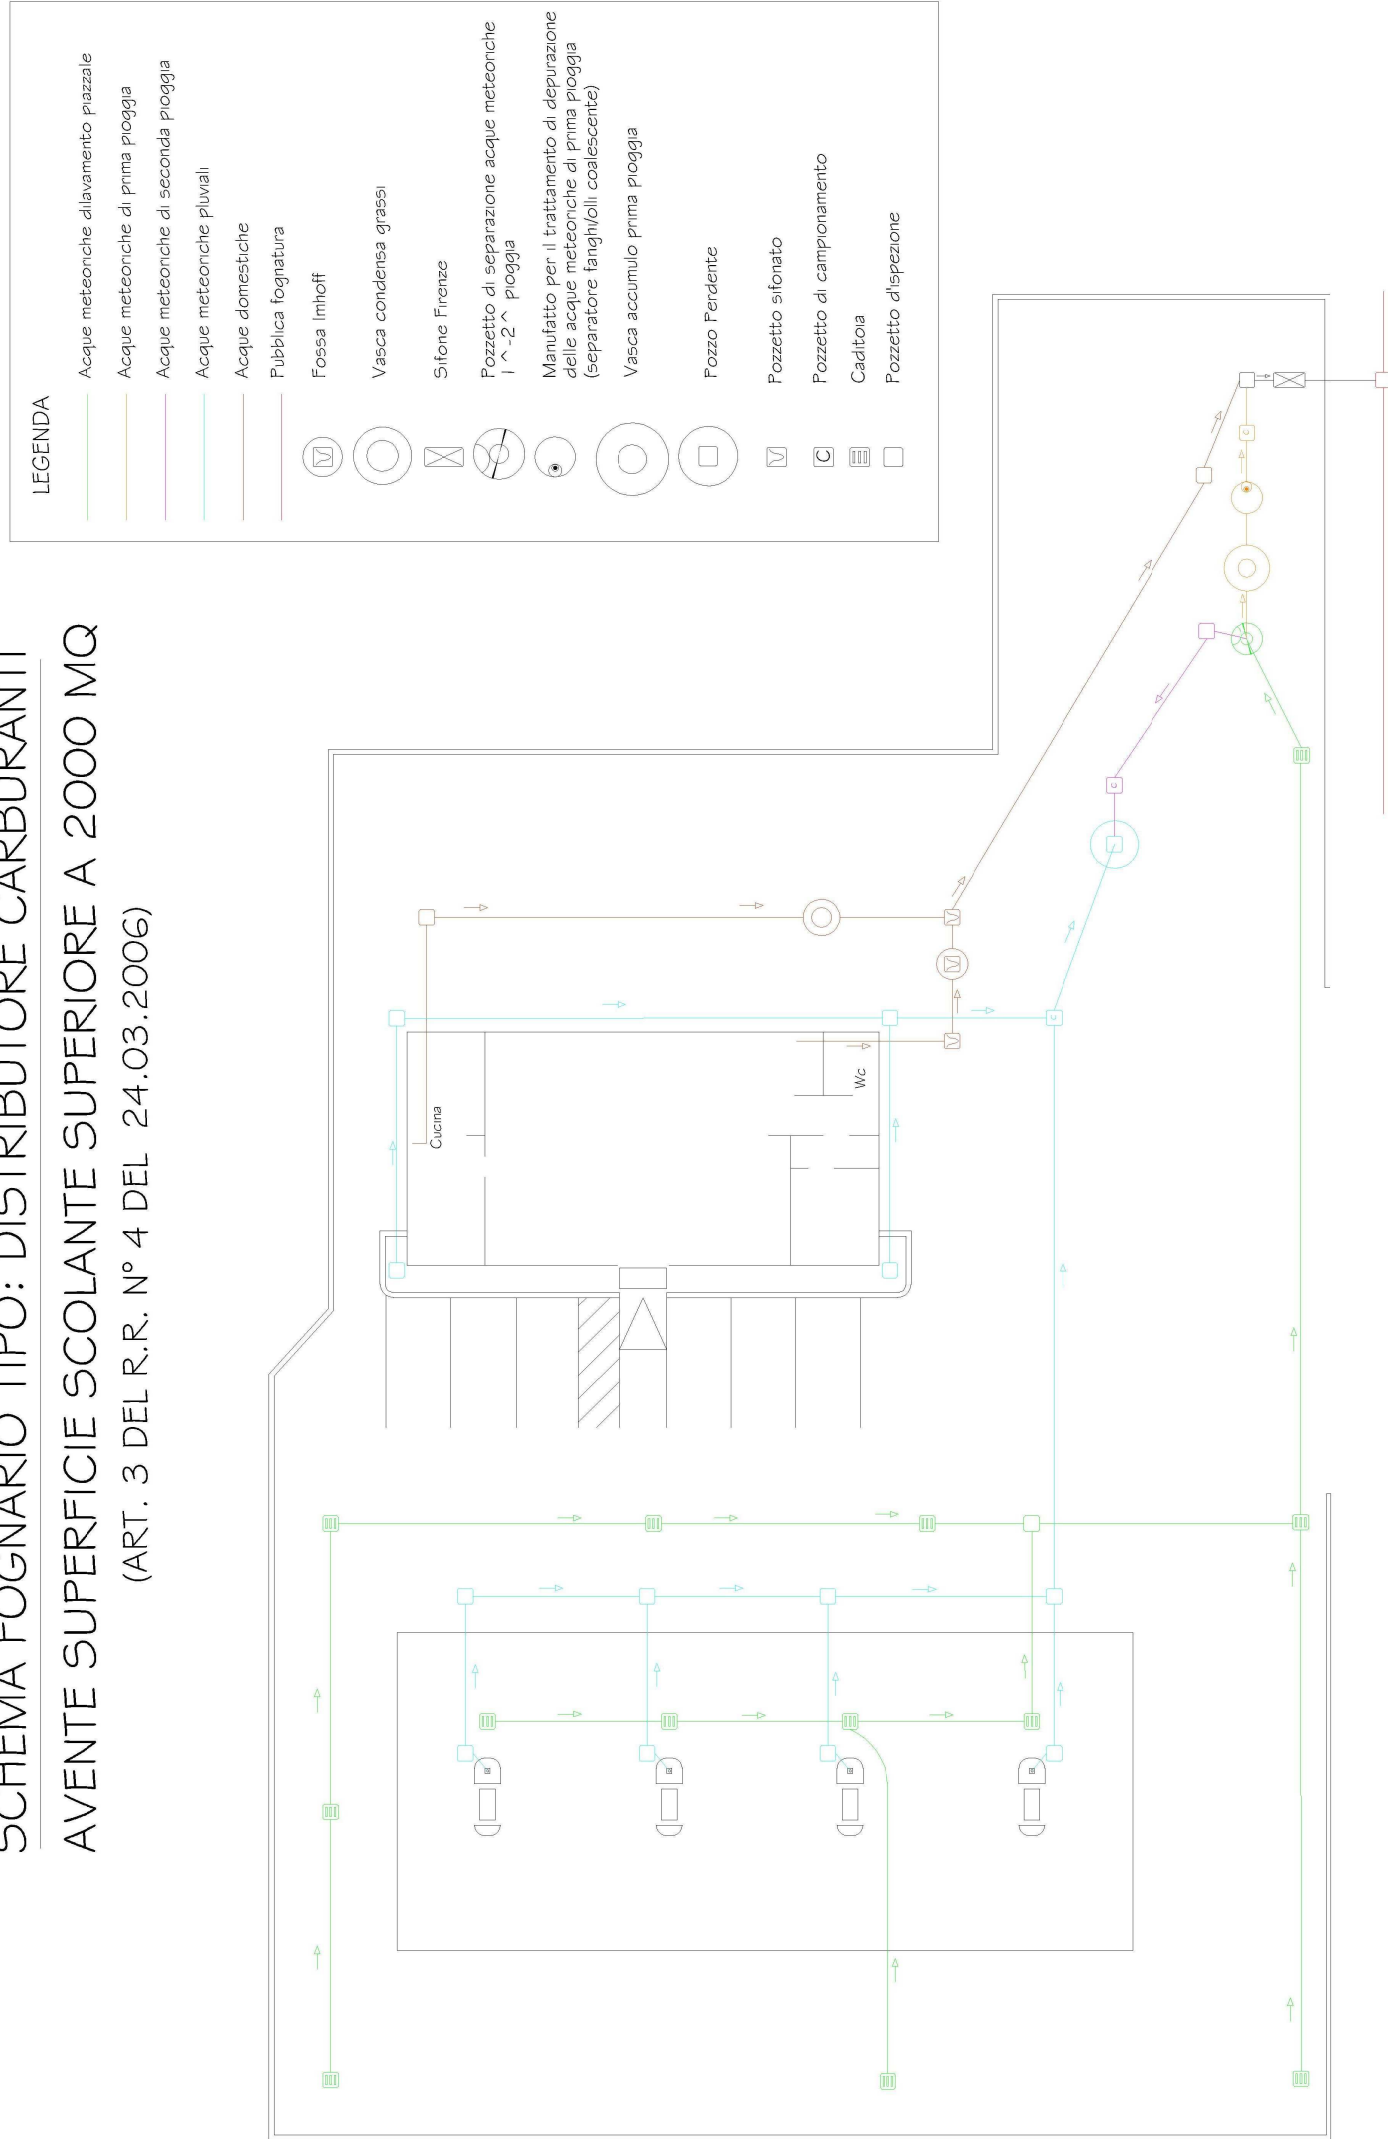 SCHEMA FOGNARIO TIPO: DISTRIBUTORE CARBURANTI
AVENTE SUPERFICIE SCOLANTE SUPERIORE A 2000 MQ
(ART. 3 DEL R.R. N° 4 DEL 24.03.2006)
LEGENDA
Acque meteoriche dilavamento piazzale
Acque meteoriche di prima pioggia
Acque meteoriche di seconda pioggia
Acque meteoriche pluviali
Acque domestiche
Pubblica fognatura
Fossa Imhoff
Vasca condensa grassi
Sifone Firenze
Pozzetto di separazione acque meteoriche
1^-2^ pioggia
Manufatto per il trattamento di depurazione
delle acque meteoriche di prima pioggia
(separatore fanghi/olii coalescente)
Vasca accumulo prima pioggia
Pozzo Perdente
Pozzetto sifonato
C
Pozzetto di campionamento
Caditoia
Pozzetto d'ispezione
Cucina
Wc
C
C
C